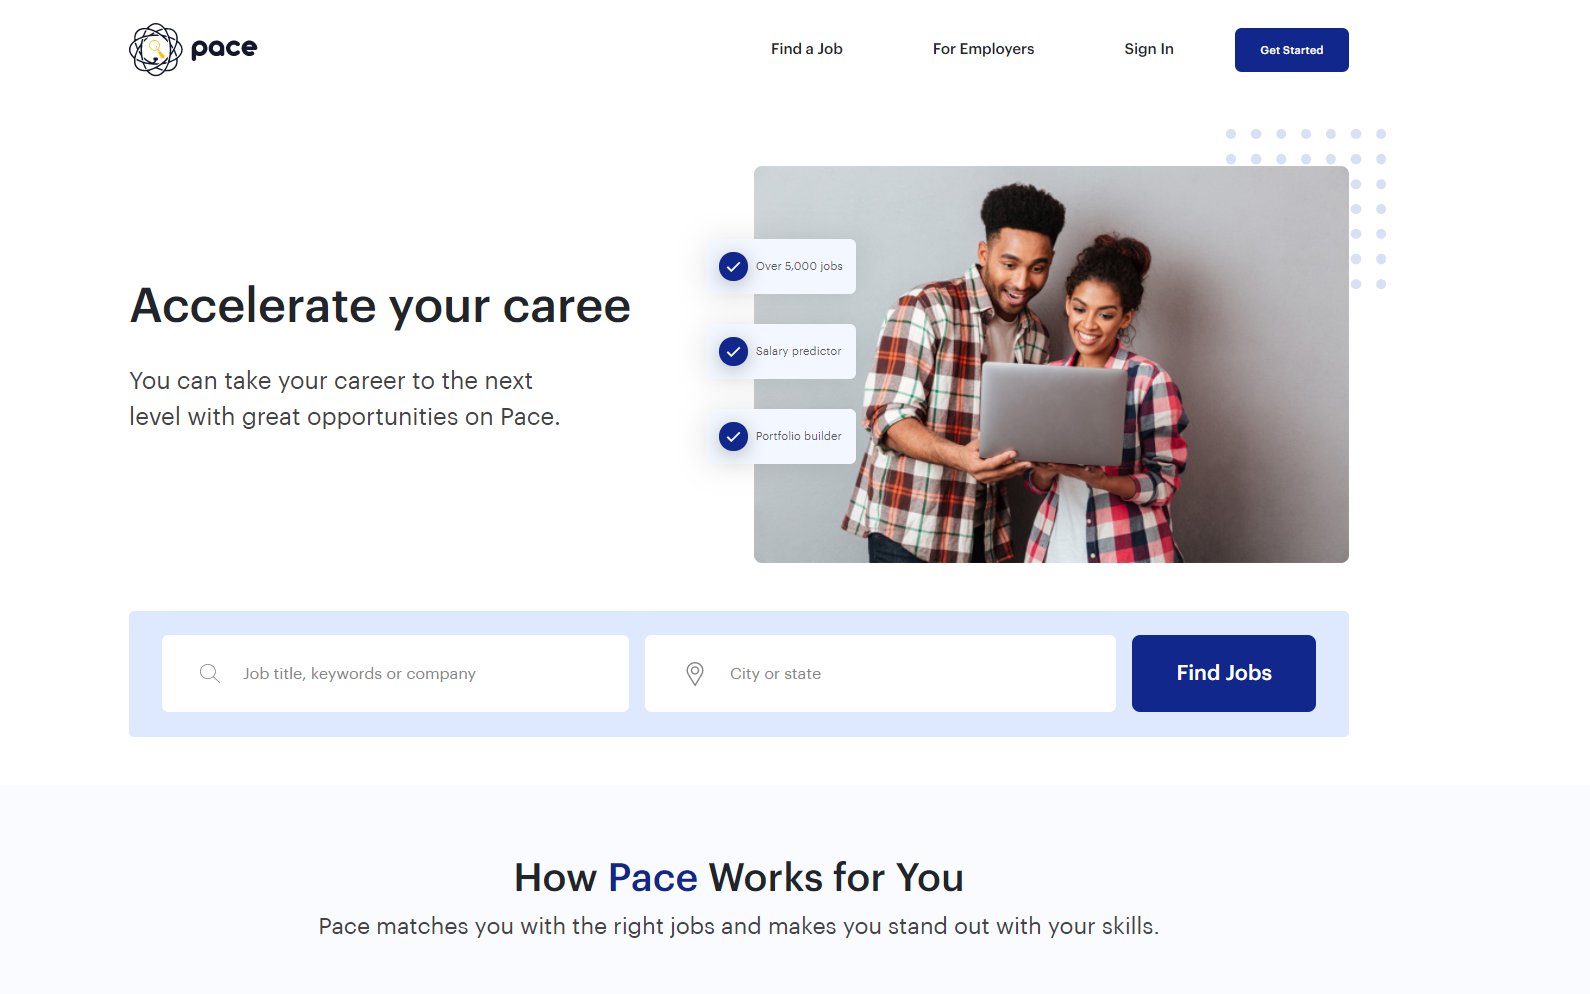 pace
Find a Job
For Employers
Sign In
Get Started
Accelerate your caree
You can take your career to the next
level with great opportunities on Pace.
Over 5,000 jobs
Salary predictor
Portfolio builder
Job title, keywords or company
City or state
Find Jobs
How Pace Works for You
Pace matches you with the right jobs and makes you stand out with your skills.